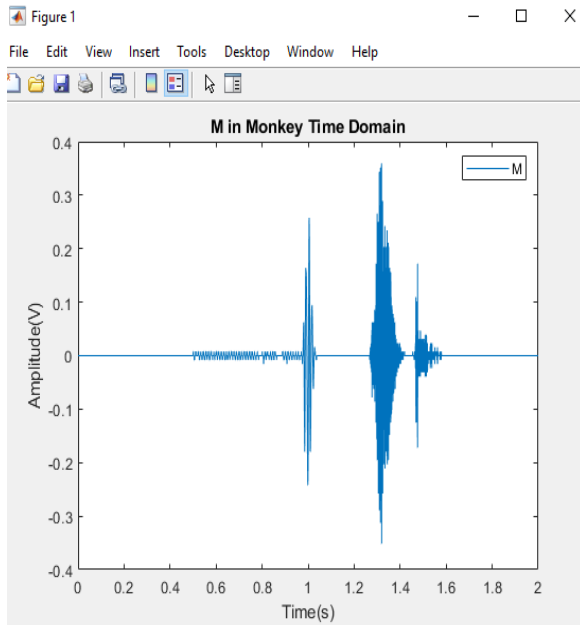 Figure 1
File Edit View Insert Tools Desktop Window Help
M in Monkey Time Domain
M
0.4
0.3
0.2
0.1
0
-0.1
-0.2
-0.3
-0.4
Amplitude(V)
0 0.2 0.4 0.6 0.8 1 1.2 1.4 1.6 1.8 2
Time(s)